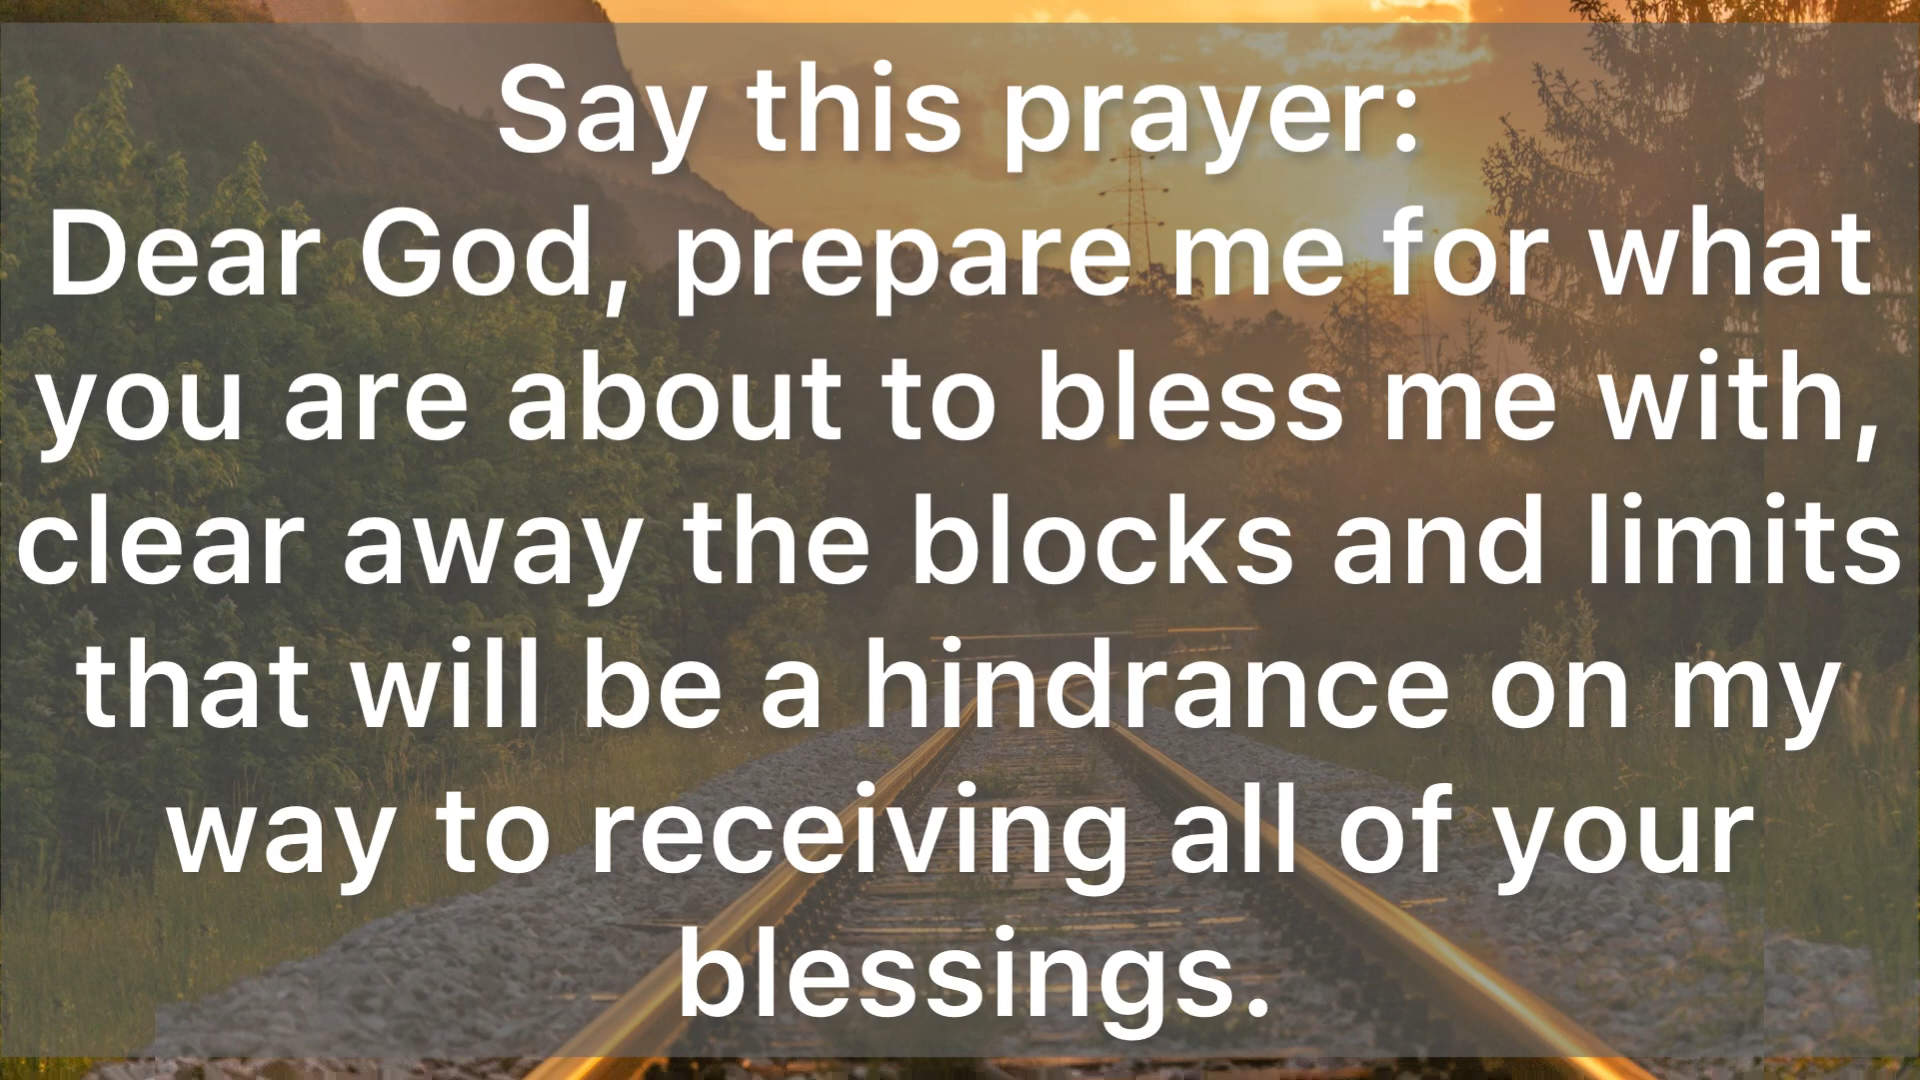 Say this prayer:
Dear God, prepare me for what
you are about to bless me with,
clear away the blocks and limits
that will be a hindrance on my
way to receiving all of your
blessings.